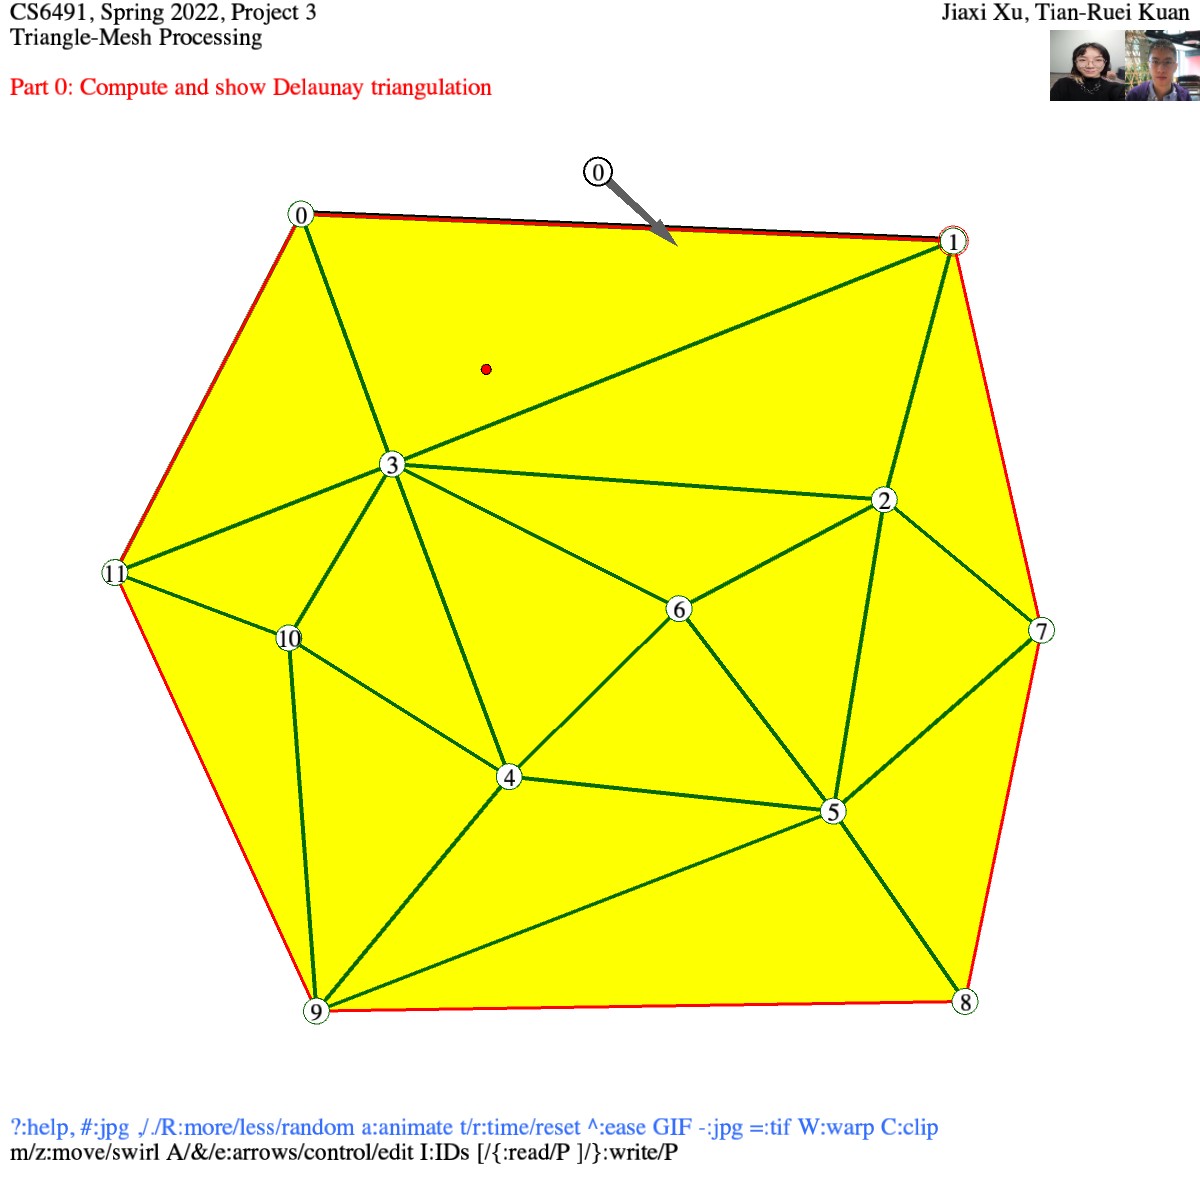 CS6491, Spring 2022, Project 3
Jiaxi Xu, Tian-Ruei Kuan
Triangle-Mesh Processing
Part 0: Compute and show Delaunay triangulation
0
0
1
3
2
11
6
10
7
4
5
9
8
?:help, #:jpg ,/./R:more/less/random a:animate t/r:time/reset ^:ease GIF -:jpg =:tif W:warp C:clip
m/z:move/swirl A/&/e:arrows/control/edit I:IDs [/{:read/P ]/}:write/P